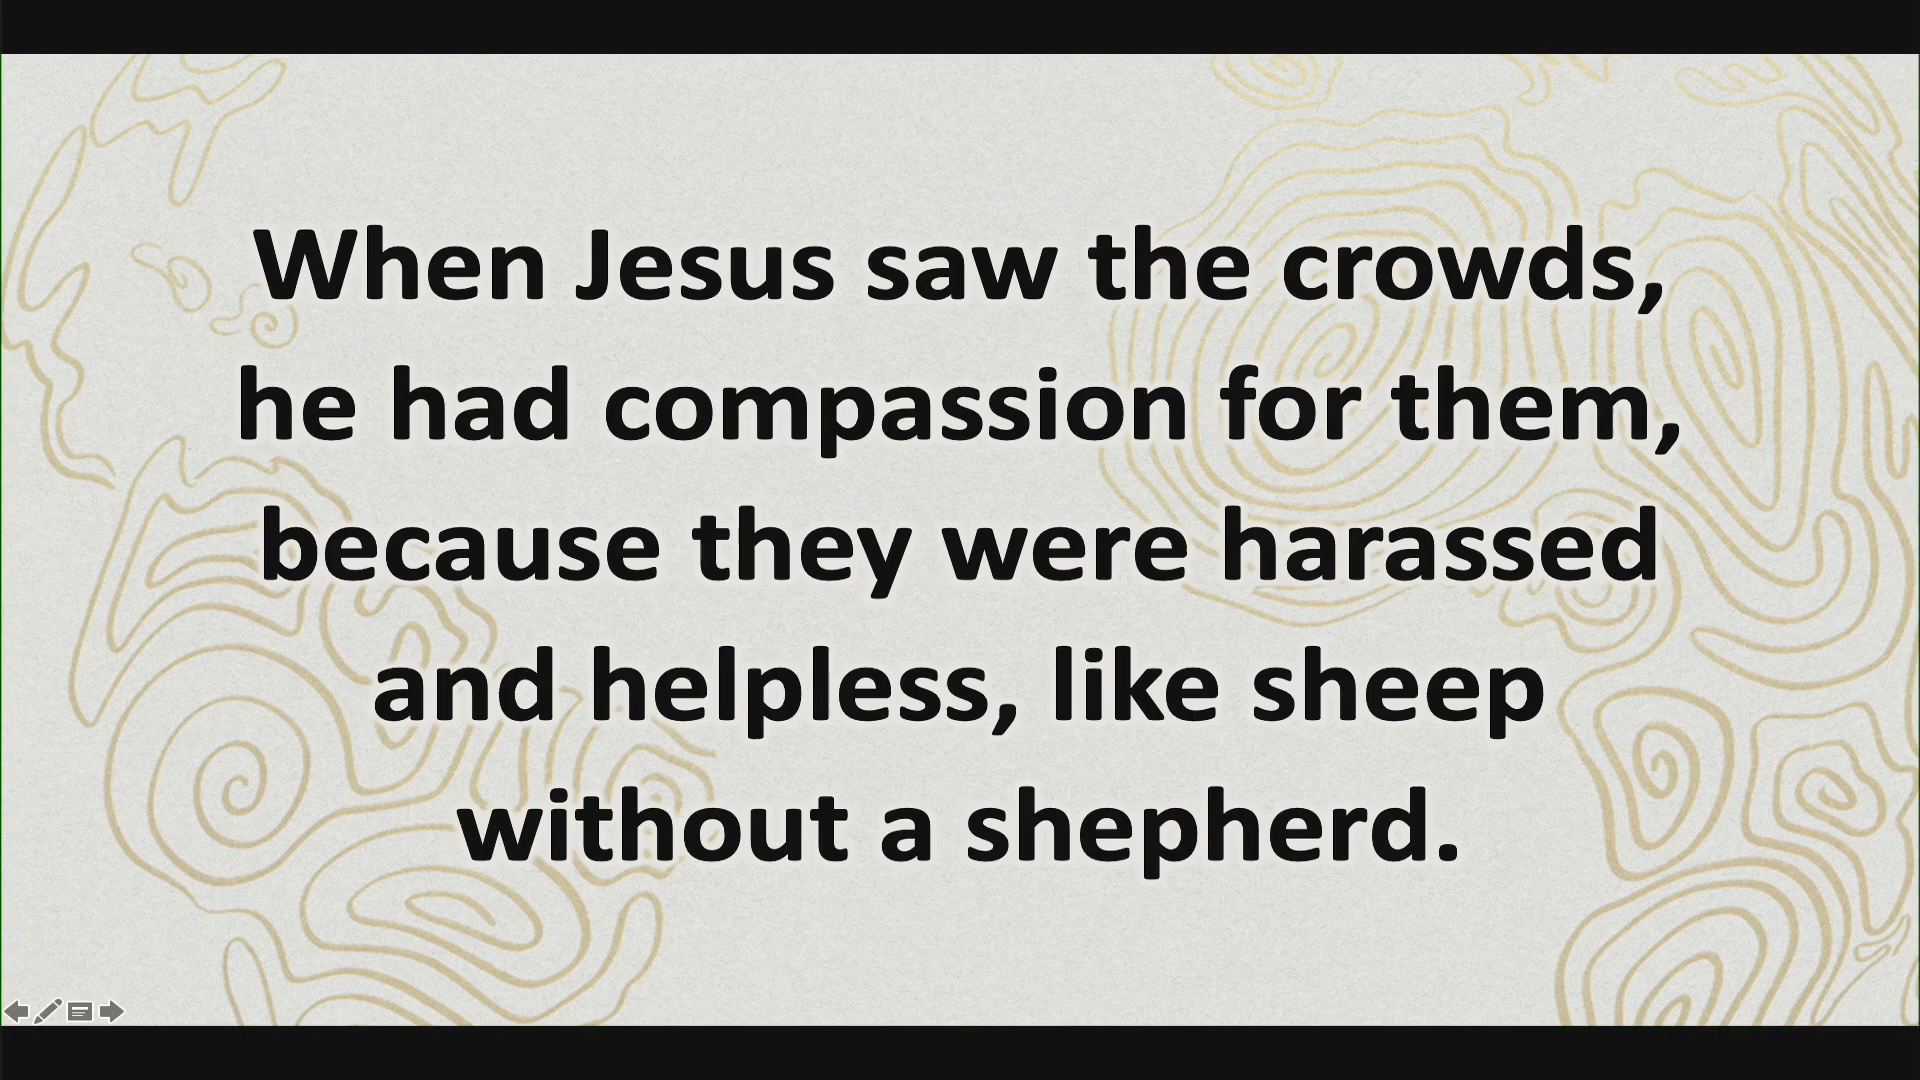 When Jesus saw the crowds,
he had compassion for them,
because they were harassed
and helpless, like sheep
without a shepherd.